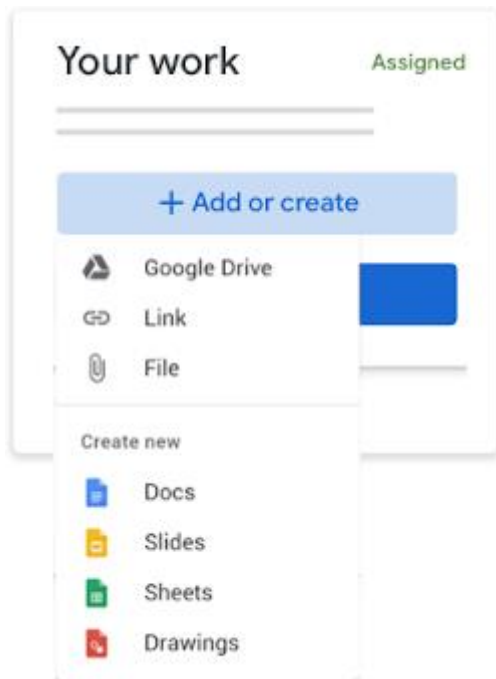 Your work
Assigned
+ Add or create
Google Drive
Link
File
Create new
Docs
Slides
Sheets
Drawings